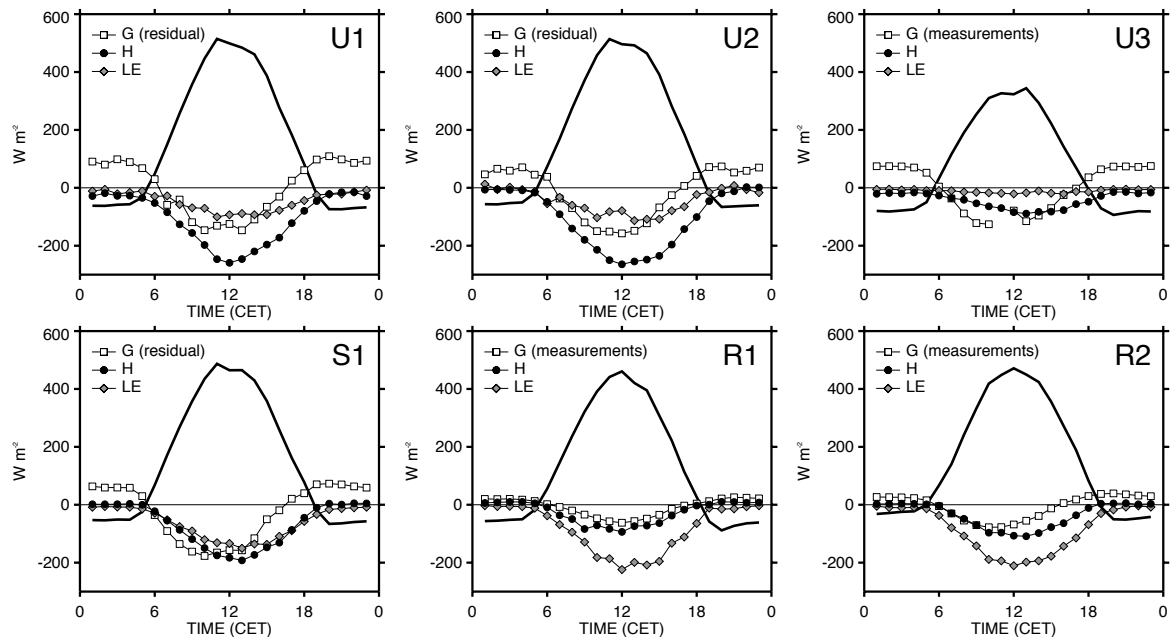 600
400
200
0
-200
W m-2
G (residual)
H
LE
U1
0 6 12 18 0
TIME (CET)
600
400
200
0
-200
W m-2
G (residual)
H
LE
U2
0 6 12 18 0
TIME (CET)
600
400
200
0
-200
W m-2
G (measurements)
H
LE
U3
0 6 12 18 0
TIME (CET)
600
400
200
0
-200
W m-2
G (residual)
H
LE
S1
0 6 12 18 0
TIME (CET)
600
400
200
0
-200
W m-2
G (measurements)
H
LE
R1
0 6 12 18 0
TIME (CET)
600
400
200
0
-200
W m-2
G (measurements)
H
LE
R2
0 6 12 18 0
TIME (CET)